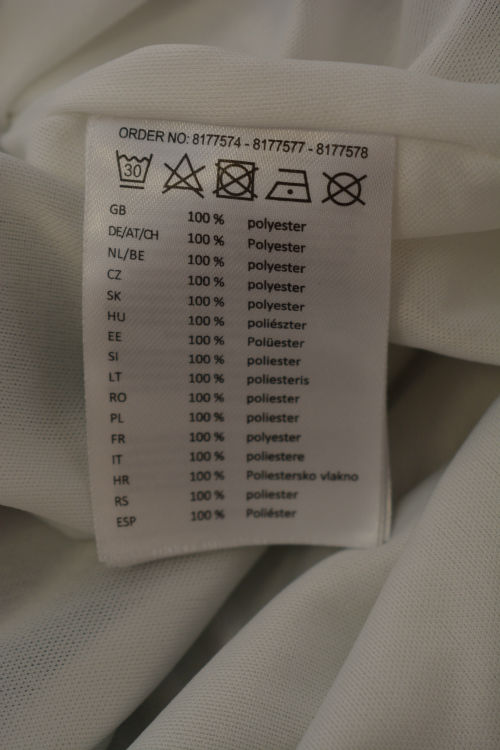 ORDER NO: 8177574 - 8177577 - 8177578
30
GB 100 % polyester
DE/AT/CH 100 % Polyester
NL/BE 100 % polyester
CZ 100 % polyester
SK 100 % polyester
HU 100 % poliészter
EE 100 % Polüester
SI 100 % poliester
LT 100 % poliesteris
RO 100 % poliester
PL 100 % poliester
FR 100 % polyester
IT 100 % poliestere
HR 100 % Poliestersko vlakno
RS 100 % poliester
ESP 100 % Poliéster